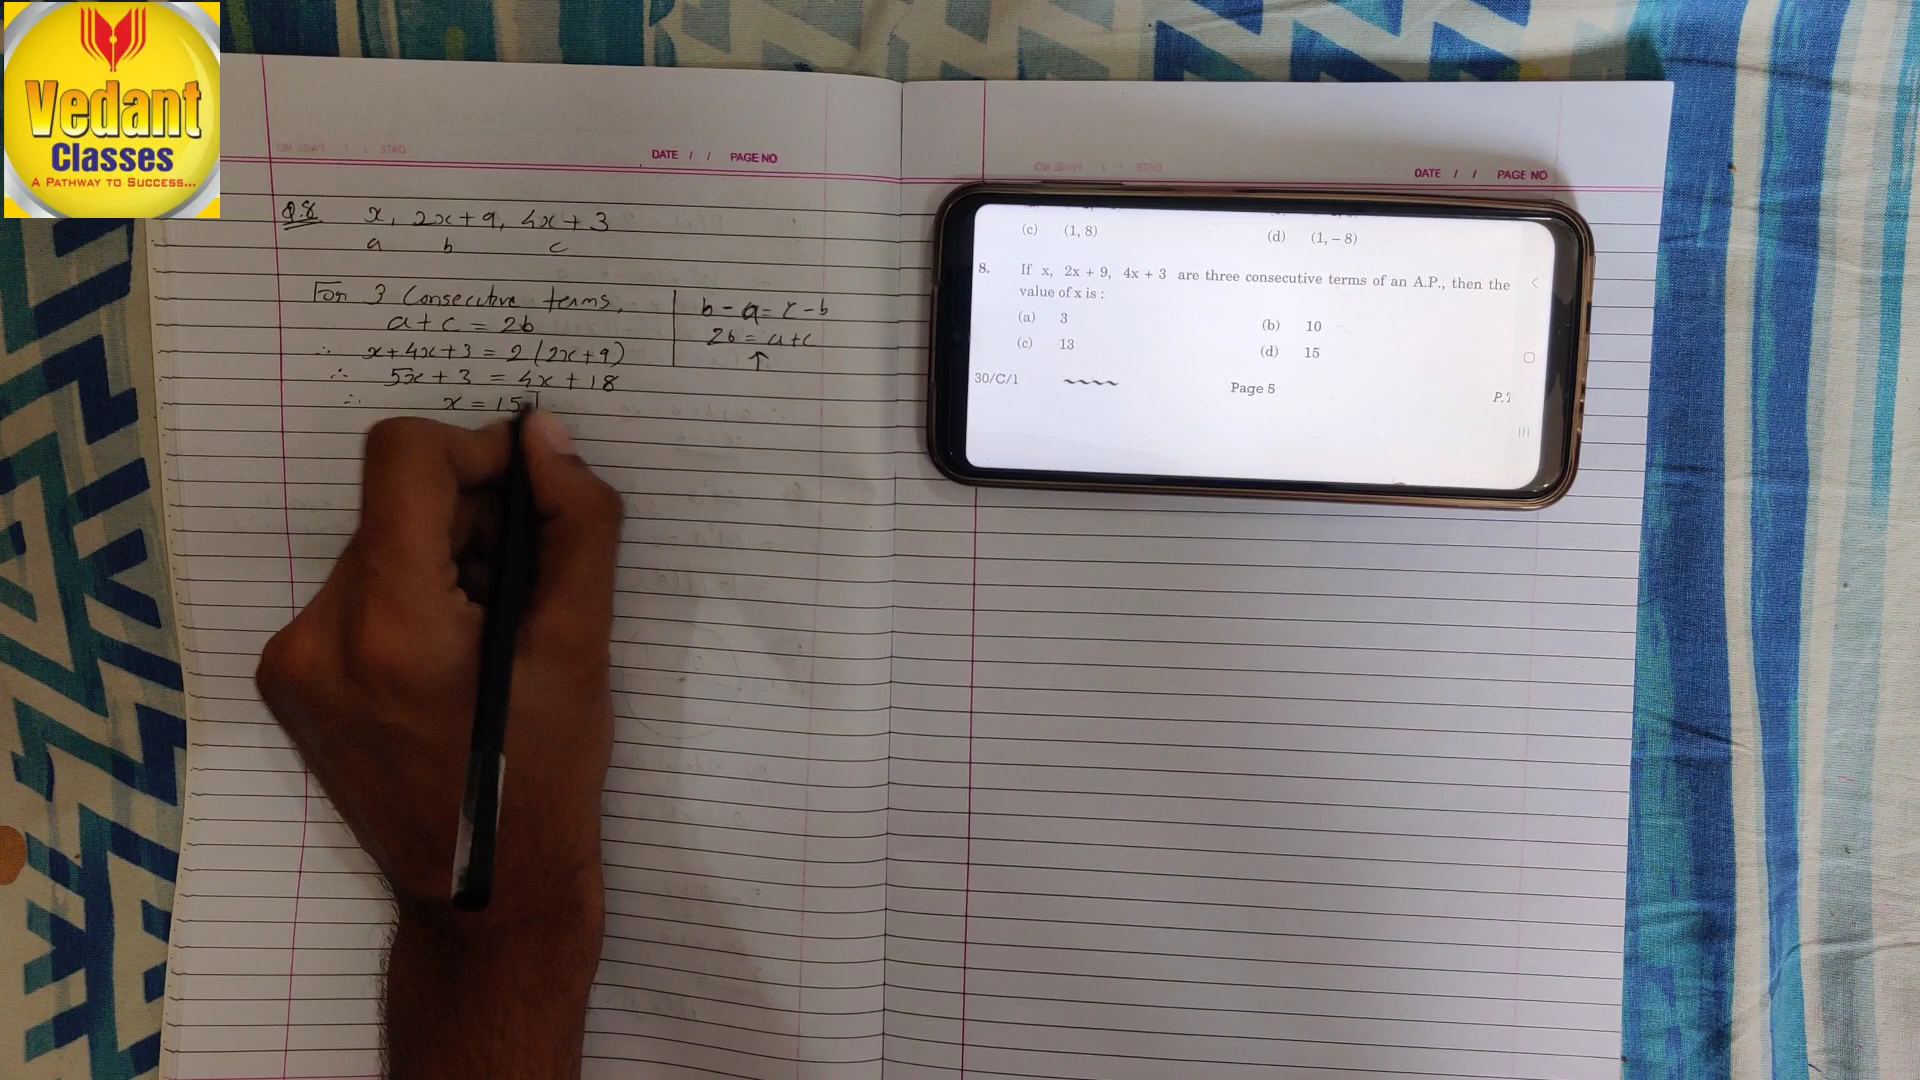 Vedant
Classes
A PATHWAY TO SUCCESS...
DATE / / PAGE NO
Q.8 x, 2x+9, 4x+3
a b c
For 3 Consecutive terms,
a+c = 2b
∴ x+4x+3 = 2(2x+9)
∴ 5x+3 = 4x+18
∴ x = 15
b-a = c-b
2b = a+c
↑
DATE / / PAGE NO
(c) (1, 8) (d) (1, – 8)
8. If x, 2x + 9, 4x + 3 are three consecutive terms of an A.P., then the
value of x is :
(a) 3 (b) 10
(c) 13 (d) 15
30/C/1 Page 5